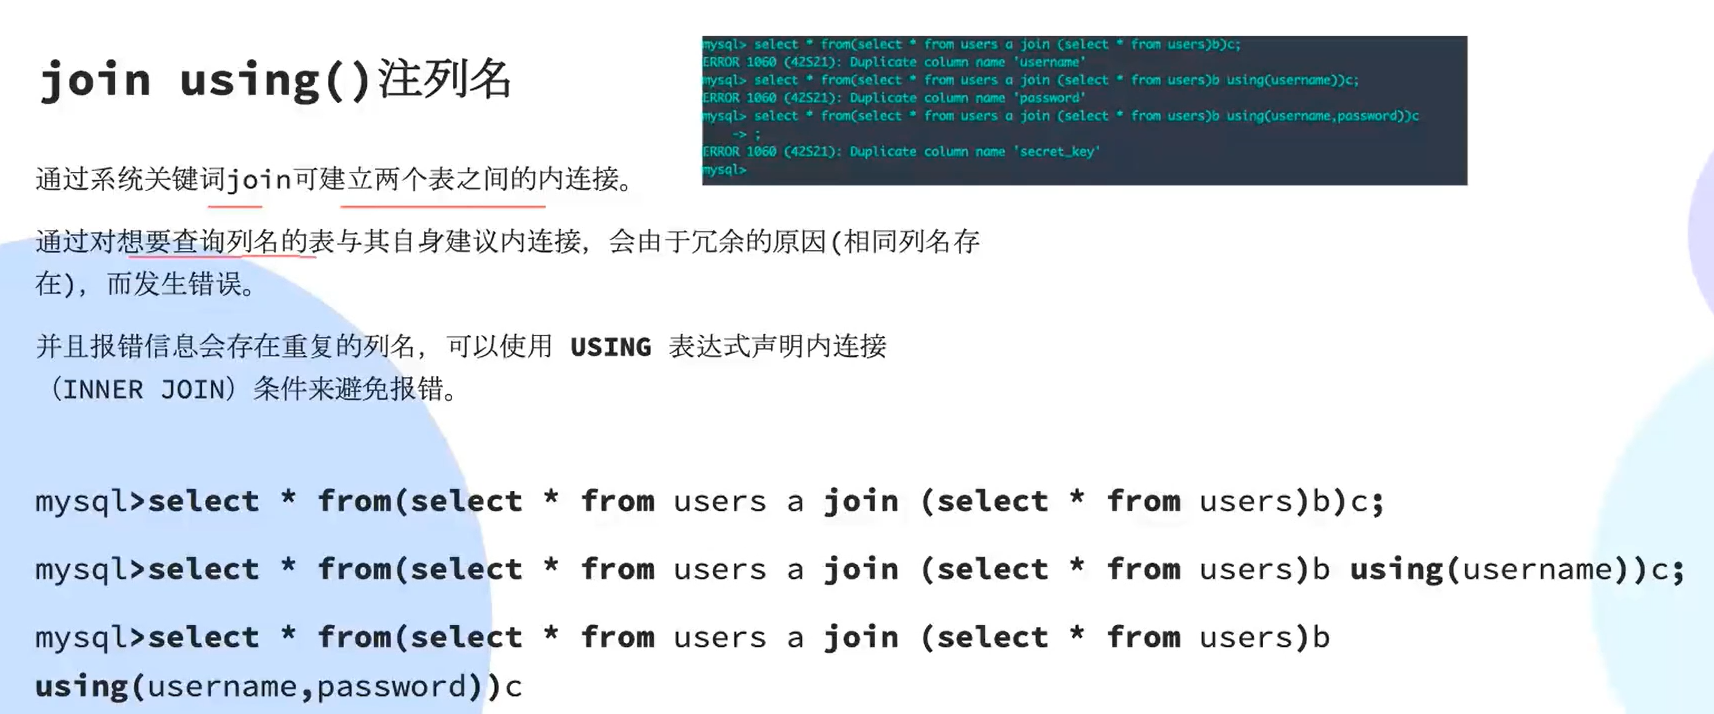 join using()注列名
mysql> select * from(select * from users a join (select * from users)b)c;
ERROR 1060 (42S21): Duplicate column name 'username'
mysql> select * from(select * from users a join (select * from users)b using(username))c;
ERROR 1060 (42S21): Duplicate column name 'password'
mysql> select * from(select * from users a join (select * from users)b using(username,password))c
-> ;
ERROR 1060 (42S21): Duplicate column name 'secret_key'
mysql>
通过系统关键词join可建立两个表之间的内连接。
通过对想要查询列名的表与其自身建议内连接，会由于冗余的原因(相同列名存
在)，而发生错误。
并且报错信息会存在重复的列名，可以使用 USING 表达式声明内连接
（INNER JOIN）条件来避免报错。
mysql>select * from(select * from users a join (select * from users)b)c;
mysql>select * from(select * from users a join (select * from users)b using(username))c;
mysql>select * from(select * from users a join (select * from users)b
using(username,password))c